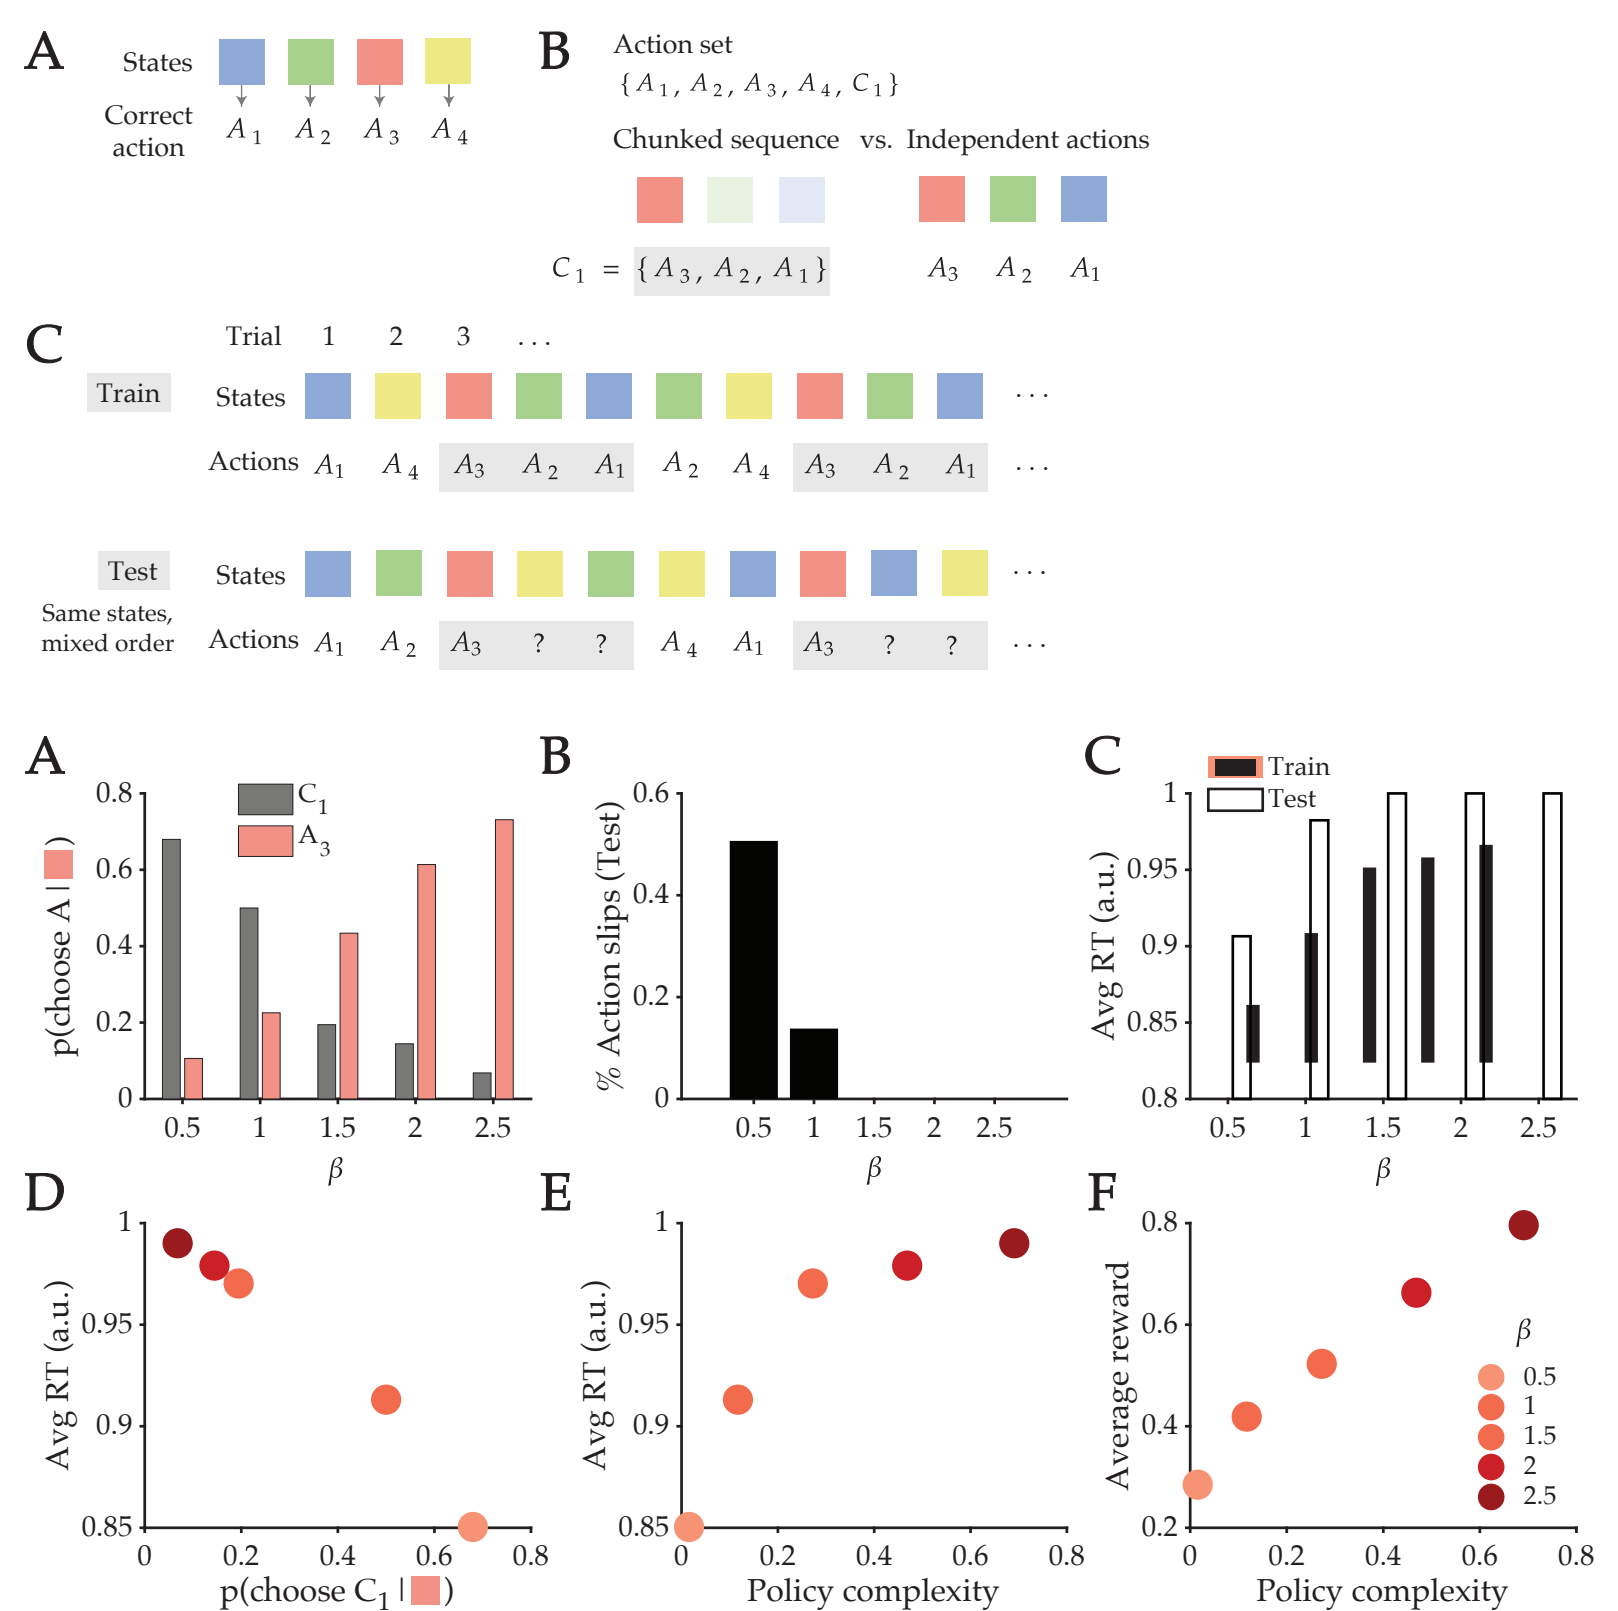 A
States
Correct
action
A1 A2 A3 A4
B
Action set
{ A1, A2, A3, A4, C1 }
Chunked sequence vs. Independent actions
C1 = { A3, A2, A1 }
A3 A2 A1
C
Trial 1 2 3 ...
Train
States ...
Actions A1 A4 A3 A2 A1 A2 A4 A3 A2 A1 ...
Test
Same states,
mixed order
States ...
Actions A1 A2 A3 ? ? A4 A1 A3 ? ? ...
A
p(choose A | )
0.8
0.6
0.4
0.2
0
C1
A3
0.5 1 1.5 2 2.5
β
B
% Action slips (Test)
0.6
0.4
0.2
0
0.5 1 1.5 2 2.5
β
C
Train
Test
Avg RT (a.u.)
1
0.95
0.9
0.85
0.8
0.5 1 1.5 2 2.5
β
D
Avg RT (a.u.)
1
0.95
0.9
0.85
0 0.2 0.4 0.6 0.8
p(choose C1 | )
E
Avg RT (a.u.)
1
0.95
0.9
0.85
0 0.2 0.4 0.6 0.8
Policy complexity
F
Average reward
0.8
0.6
0.4
0.2
0 0.2 0.4 0.6 0.8
Policy complexity
β
0.5
1
1.5
2
2.5